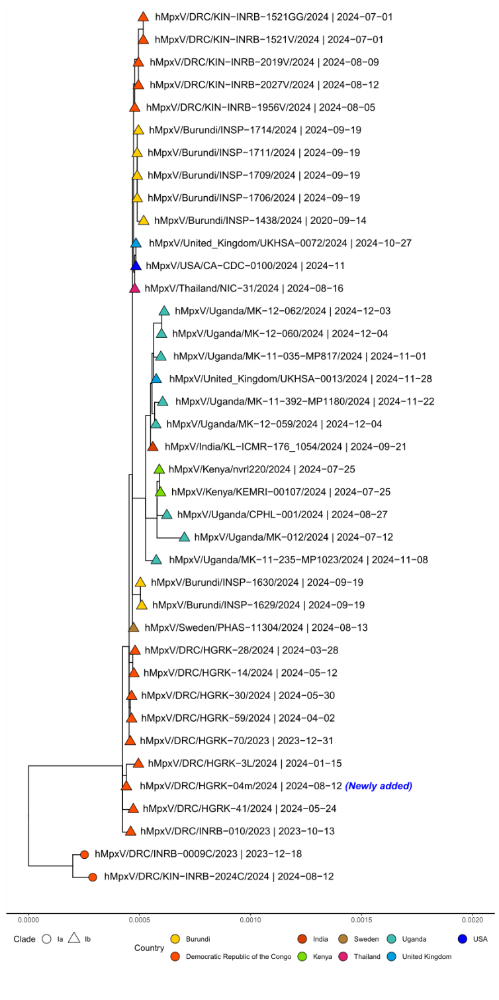 hMpxV/DRC/KIN−INRB−1521GG/2024 | 2024−07−01
hMpxV/DRC/KIN−INRB−1521V/2024 | 2024−07−01
hMpxV/DRC/KIN−INRB−2019V/2024 | 2024−08−09
hMpxV/DRC/KIN−INRB−2027V/2024 | 2024−08−12
hMpxV/DRC/KIN−INRB−1956V/2024 | 2024−08−05
hMpxV/Burundi/INSP−1714/2024 | 2024−09−19
hMpxV/Burundi/INSP−1711/2024 | 2024−09−19
hMpxV/Burundi/INSP−1709/2024 | 2024−09−19
hMpxV/Burundi/INSP−1706/2024 | 2024−09−19
hMpxV/Burundi/INSP−1438/2024 | 2020−09−14
hMpxV/United_Kingdom/UKHSA−0072/2024 | 2024−10−27
hMpxV/USA/CA−CDC−0100/2024 | 2024−11
hMpxV/Thailand/NIC−31/2024 | 2024−08−16
hMpxV/Uganda/MK−12−062/2024 | 2024−12−03
hMpxV/Uganda/MK−12−060/2024 | 2024−12−04
hMpxV/Uganda/MK−11−035−MP817/2024 | 2024−11−01
hMpxV/United_Kingdom/UKHSA−0013/2024 | 2024−11−28
hMpxV/Uganda/MK−11−392−MP1180/2024 | 2024−11−22
hMpxV/Uganda/MK−12−059/2024 | 2024−12−04
hMpxV/India/KL−ICMR−176_1054/2024 | 2024−09−21
hMpxV/Kenya/nvrl220/2024 | 2024−07−25
hMpxV/Kenya/KEMRI−00107/2024 | 2024−07−25
hMpxV/Uganda/CPHL−001/2024 | 2024−08−27
hMpxV/Uganda/MK−012/2024 | 2024−07−12
hMpxV/Uganda/MK−11−235−MP1023/2024 | 2024−11−08
hMpxV/Burundi/INSP−1630/2024 | 2024−09−19
hMpxV/Burundi/INSP−1629/2024 | 2024−09−19
hMpxV/Sweden/PHAS−11304/2024 | 2024−08−13
hMpxV/DRC/HGRK−28/2024 | 2024−03−28
hMpxV/DRC/HGRK−14/2024 | 2024−05−12
hMpxV/DRC/HGRK−30/2024 | 2024−05−30
hMpxV/DRC/HGRK−59/2024 | 2024−04−02
hMpxV/DRC/HGRK−70/2023 | 2023−12−31
hMpxV/DRC/HGRK−3L/2024 | 2024−01−15
hMpxV/DRC/HGRK−04m/2024 | 2024−08−12 (Newly added)
hMpxV/DRC/HGRK−41/2024 | 2024−05−24
hMpxV/DRC/INRB−010/2023 | 2023−10−13
hMpxV/DRC/INRB−0009C/2023 | 2023−12−18
hMpxV/DRC/KIN−INRB−2024C/2024 | 2024−08−12
0.0000 0.0005 0.0010 0.0015 0.0020
Clade Ia Ib
Country
Burundi India Sweden Uganda USA
Democratic Republic of the Congo Kenya Thailand United Kingdom